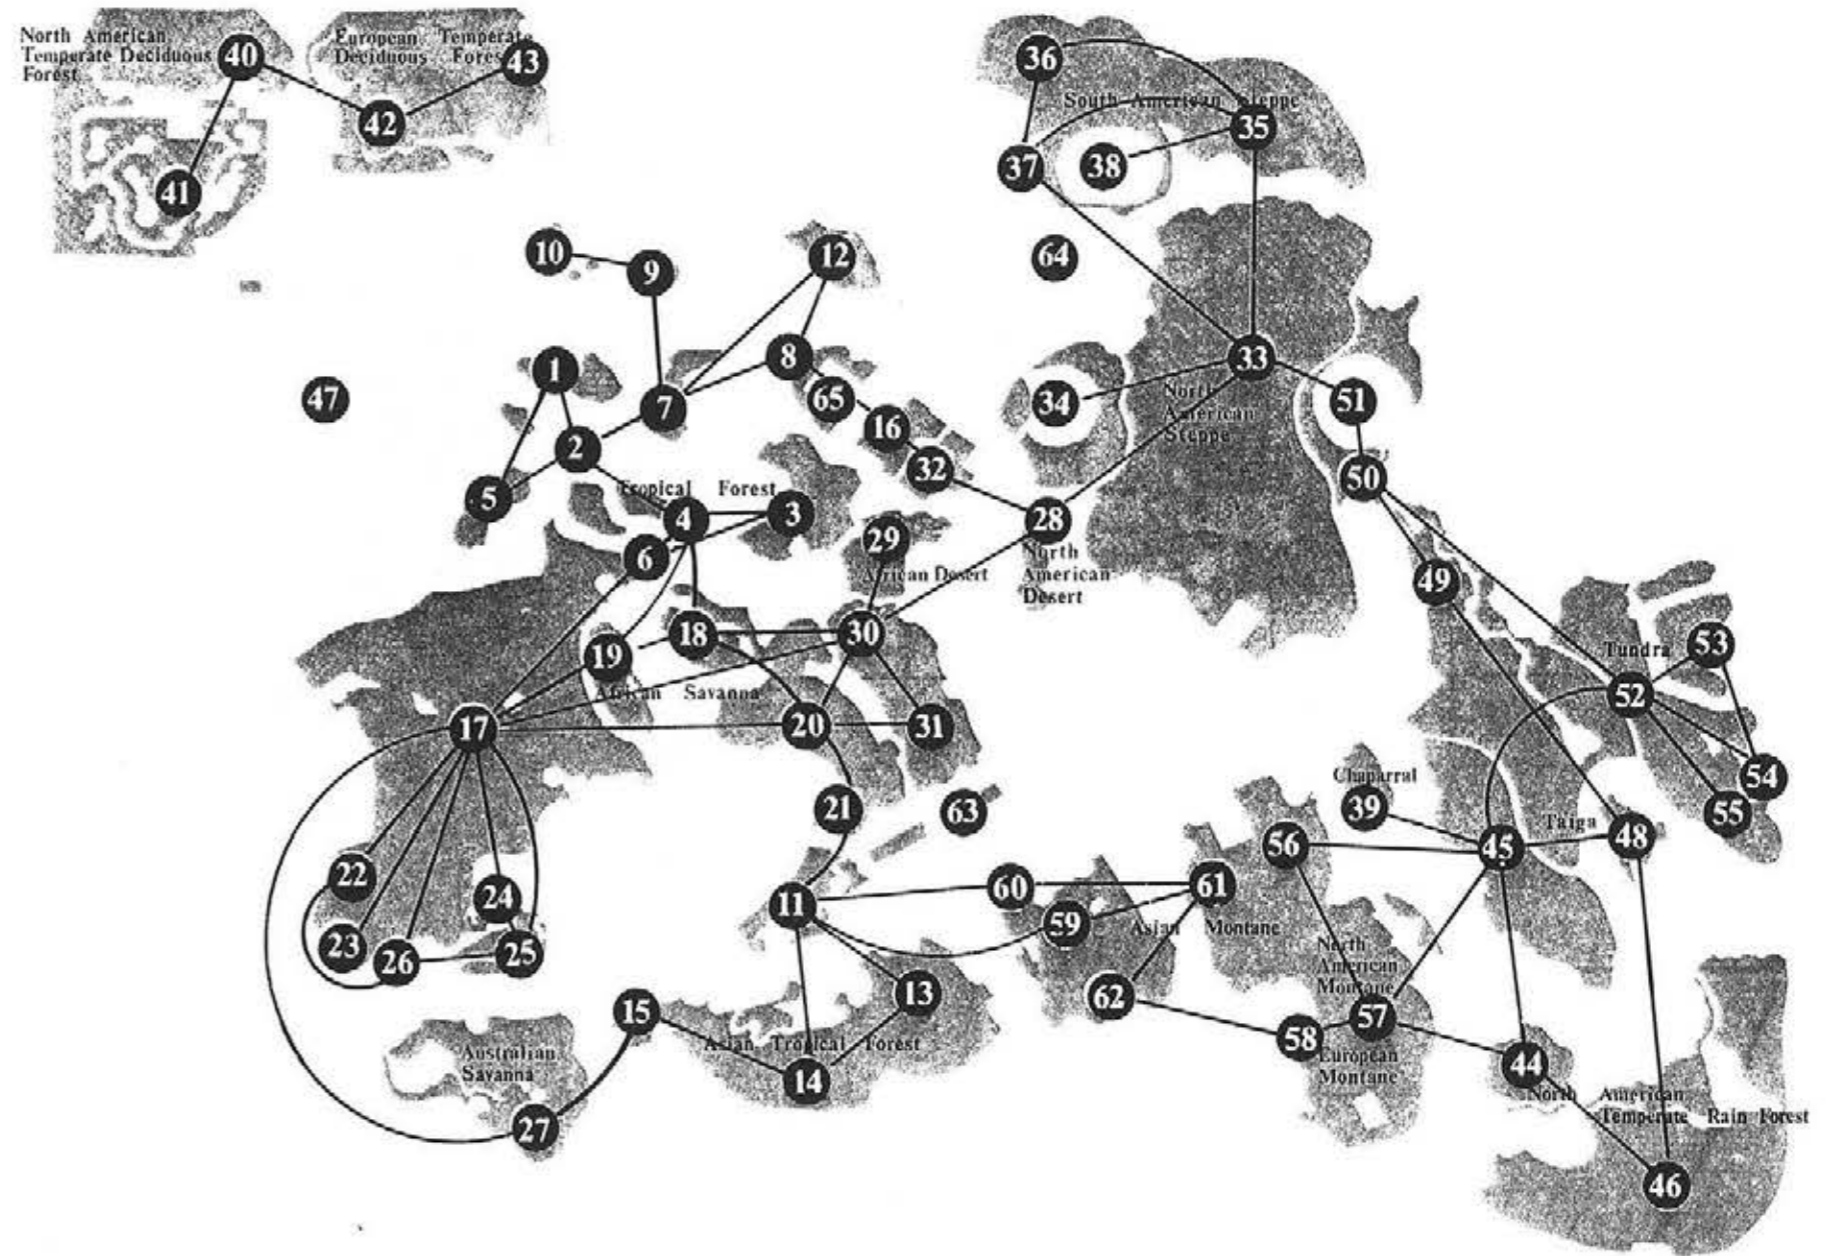 North American
Temperate Deciduous
Forest
40
European Temperate
Deciduous Forest
43
42
41
36
South American Steppe
35
37
38
10
9
12
64
1
8
33
47
7
65
34
North
American
Steppe
51
16
2
32
50
5
Tropical Forest
4
3
28
29
6
African Desert
North
American
Desert
49
18
30
19
Tundra
53
African Savanna
52
17
20
31
Chaparral
54
21
63
39
55
56
45
Taiga
48
22
24
11
60
61
59
Asian Montane
23
26
25
North
American
Montane
13
62
15
57
58
Australian
Savanna
Asian Tropical Forest
European
Montane
14
44
North American
Temperate Rain Forest
27
46